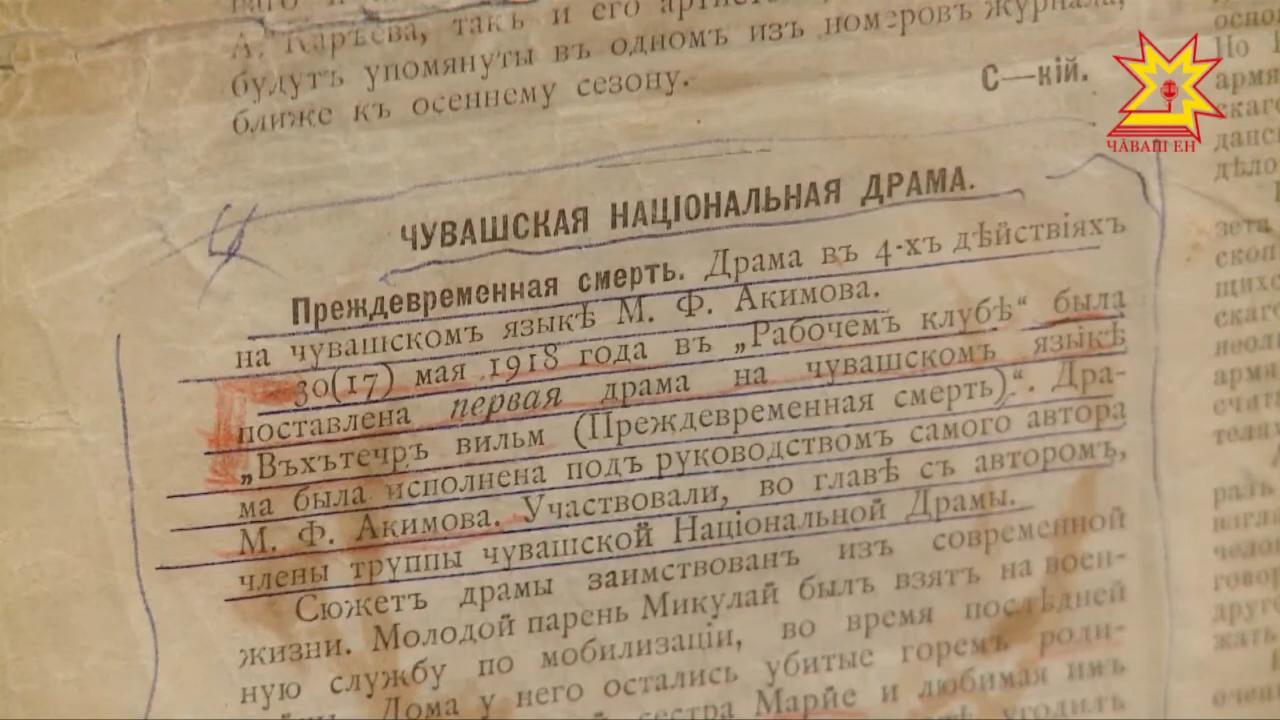 А. Карѣева, такъ и его артисты,
будутъ упомянуты въ одномъ изъ номеровъ журнала,
ближе къ осеннему сезону.
С—кій.
ЧУВАШСКАЯ НАЦІОНАЛЬНАЯ ДРАМА.
Преждевременная смерть. Драма въ 4-хъ дѣйствіяхъ
на чувашскомъ языкѣ М. Ф. Акимова.
30(17) мая 1918 года въ „Рабочемъ клубѣ“ была
поставлена первая драма на чувашскомъ языкѣ
„Въхътечръ вильм (Преждевременная смерть)“. Дра-
ма была исполнена подъ руководствомъ самого автора
М. Ф. Акимова. Участвовали, во главѣ съ авторомъ,
члены труппы чувашской Національной Драмы.
Сюжетъ драмы заимствованъ изъ современной
жизни. Молодой парень Микулай былъ взятъ на воен-
ную службу по мобилизаціи, во время послѣдней
Дома у него остались убитые горемъ роди-
сестра Марйе и любимая имъ
угодилъ
ЧӐВАШ ЕН